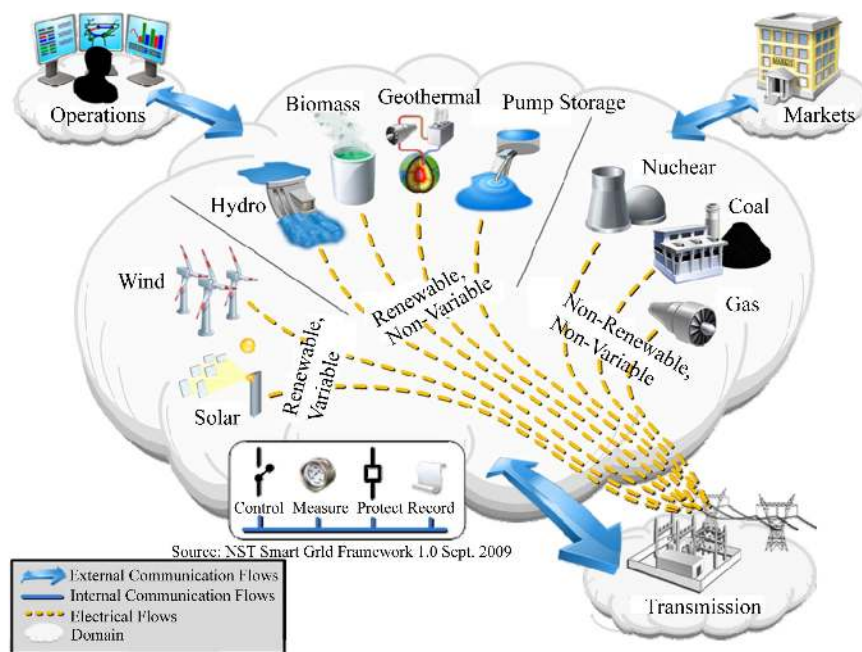 Operations
Biomass
Geothermal
Pump Storage
MARKETS
Markets
Hydro
Nuchear
Coal
Wind
Gas
Renewable,
Non-Variable
Non-Renewable,
Non-Variable
Renewable,
Variable
Solar
Control Measure Protect Record
Source: NST Smart Grld Framework 1.0 Sept. 2009
External Communication Flows
Internal Communication Flows
Electrical Flows
Domain
Transmission